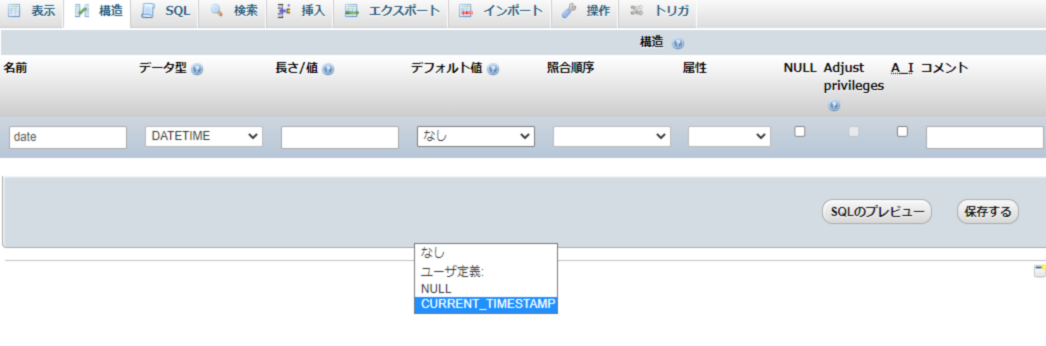 表示 構造 SQL 検索 挿入 エクスポート インポート 操作 トリガ
構造
名前 データ型 長さ/値 デフォルト値 照合順序 属性 NULL Adjust privileges A_I コメント
date DATETIME なし
SQLのプレビュー 保存する
なし
ユーザ定義:
NULL
CURRENT_TIMESTAMP